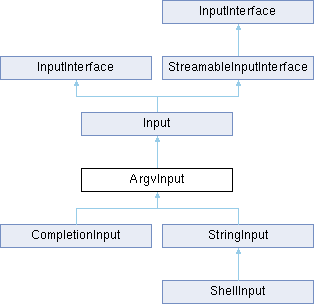 InputInterface
InputInterface
StreamableInputInterface
Input
ArgvInput
CompletionInput
StringInput
ShellInput